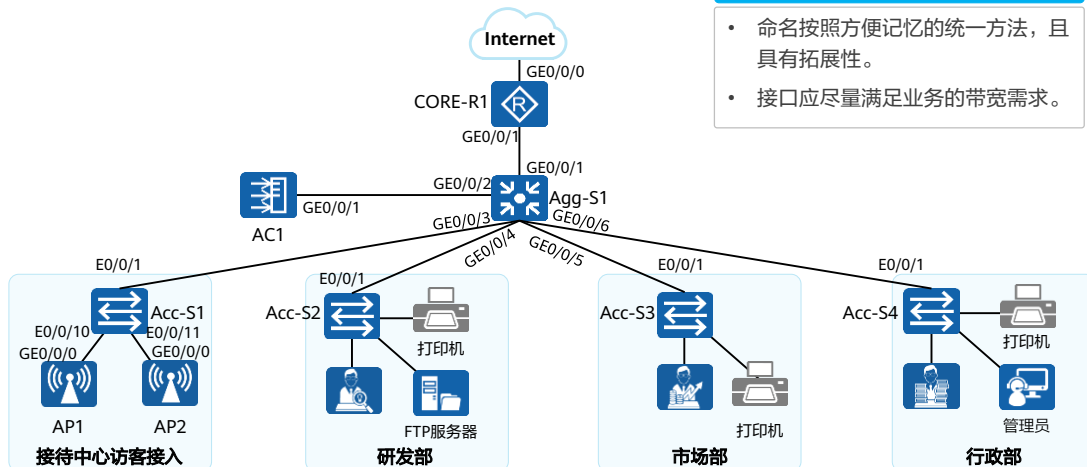 命名按照方便记忆的统一方法，且
具有拓展性。
接口应尽量满足业务的带宽需求。
Internet
GE0/0/0
CORE-R1
GE0/0/1
GE0/0/1
GE0/0/2
Agg-S1
GE0/0/1
AC1
GE0/0/3
GE0/0/4
GE0/0/5
GE0/0/6
E0/0/1
E0/0/1
E0/0/1
E0/0/1
Acc-S1
Acc-S2
Acc-S3
Acc-S4
E0/0/10
E0/0/11
GE0/0/0
GE0/0/0
打印机
打印机
AP1
AP2
FTP服务器
打印机
管理员
接待中心访客接入
研发部
市场部
行政部